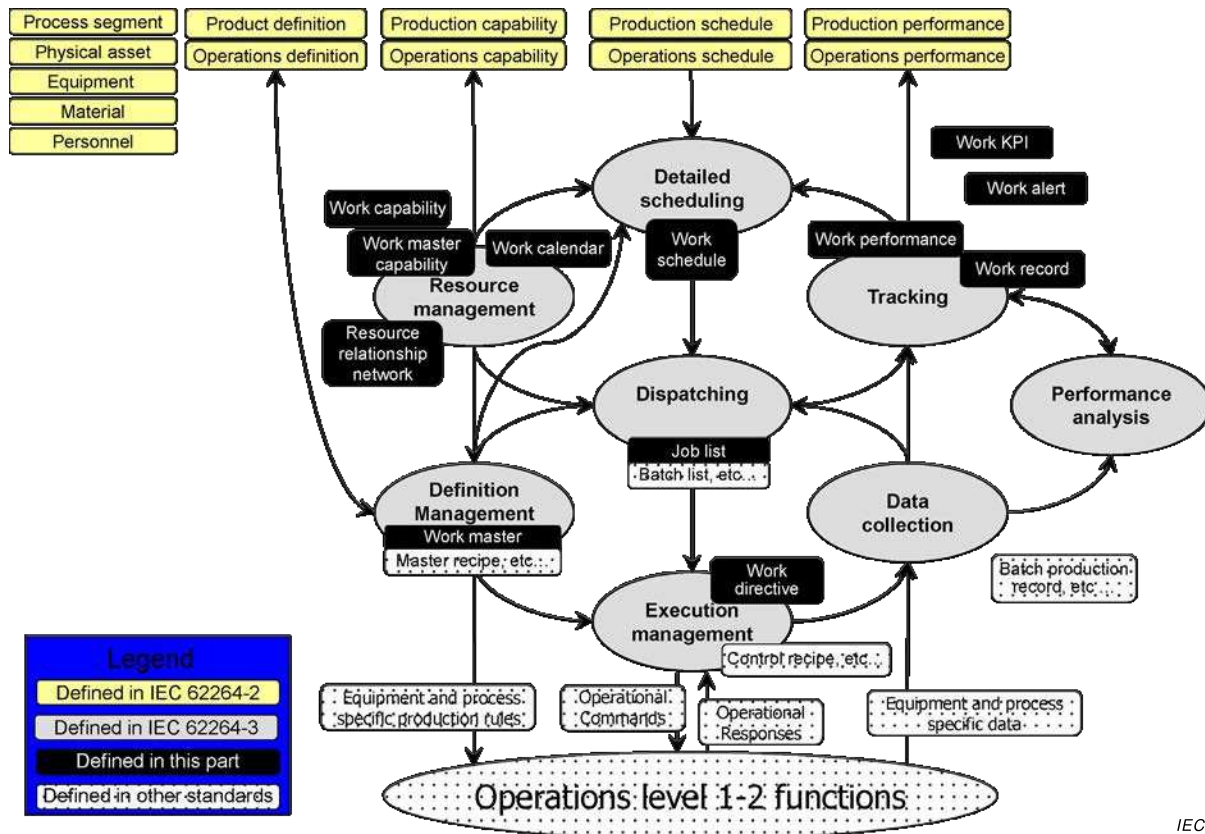 Process segment
Physical asset
Equipment
Material
Personnel
Product definition
Operations definition
Production capability
Operations capability
Production schedule
Operations schedule
Production performance
Operations performance
Work KPI
Work alert
Detailed
scheduling
Work capability
Work master
capability
Work calendar
Work
schedule
Work performance
Work record
Resource
management
Tracking
Resource
relationship
network
Dispatching
Performance
analysis
Job list
Batch list, etc...
Definition
Management
Work master
Master recipe, etc...
Data
collection
Work
directive
Batch production
record, etc...
Execution
management
Control recipe, etc...
Legend
Defined in IEC 62264-2
Defined in IEC 62264-3
Defined in this part
Defined in other standards
Equipment and process
specific production rules
Operational
Commands
Operational
Responses
Equipment and process
specific data
Operations level 1-2 functions
IEC